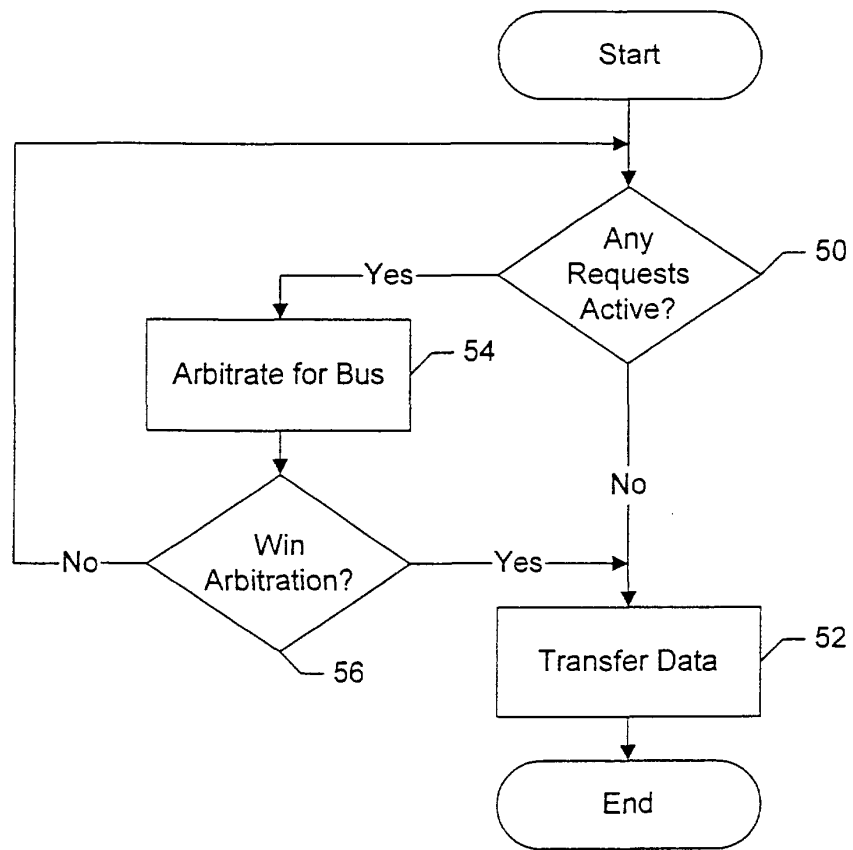 Start
Any
Requests
Active?
50
Yes
Arbitrate for Bus
54
No
Win
Arbitration?
No
Yes
56
Transfer Data
52
End